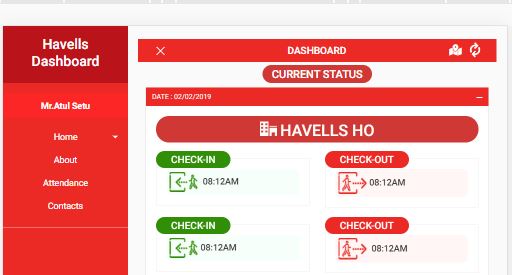 Havells
Dashboard
Mr.Atul Setu
Home
About
Attendance
Contacts
DASHBOARD
CURRENT STATUS
DATE : 02/02/2019
HAVELLS HO
CHECK-IN
08:12AM
CHECK-OUT
08:12AM
CHECK-IN
08:12AM
CHECK-OUT
08:12AM